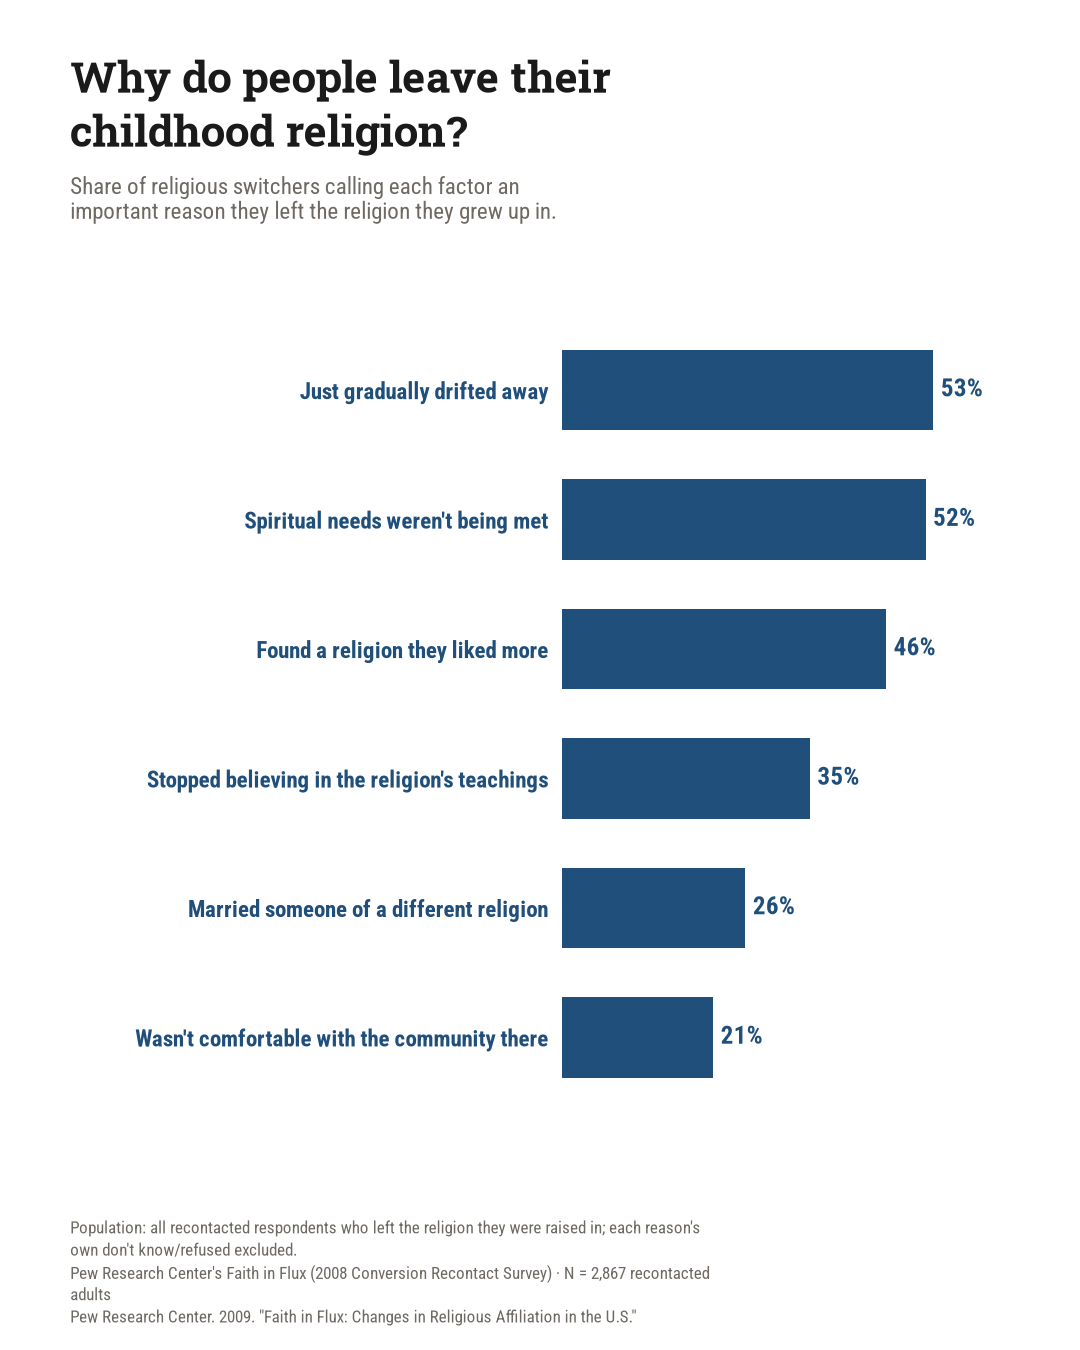 Why do people leave their
childhood religion?
Share of religious switchers calling each factor an
important reason they left the religion they grew up in.
Just gradually drifted away 53%
Spiritual needs weren't being met 52%
Found a religion they liked more 46%
Stopped believing in the religion's teachings 35%
Married someone of a different religion 26%
Wasn't comfortable with the community there 21%
Population: all recontacted respondents who left the religion they were raised in; each reason's
own don't know/refused excluded.
Pew Research Center's Faith in Flux (2008 Conversion Recontact Survey) · N = 2,867 recontacted
adults
Pew Research Center. 2009. "Faith in Flux: Changes in Religious Affiliation in the U.S."